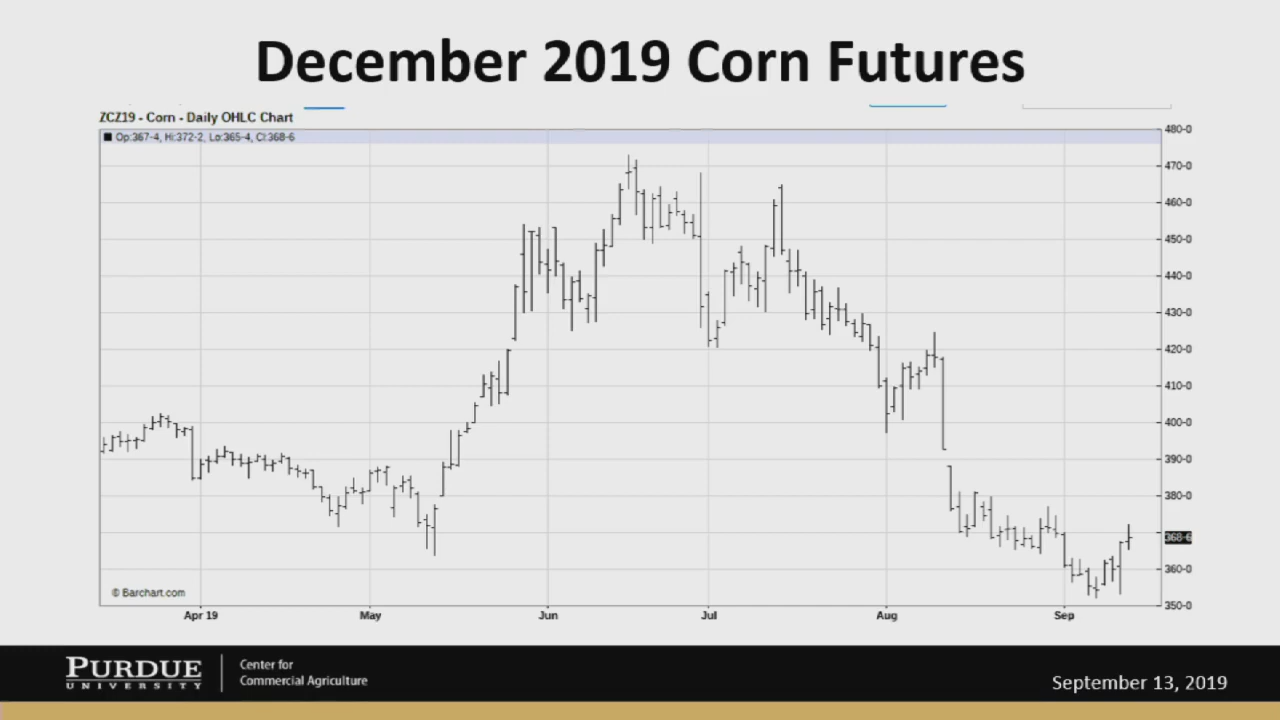 December 2019 Corn Futures
ZCZ19 - Corn - Daily OHLC Chart
Op:367-4, Hi:372-2, Lo:365-4, Cl:368-6
480-0
470-0
460-0
450-0
440-0
430-0
420-0
410-0
400-0
390-0
380-0
368-6
360-0
350-0
© Barchart.com
Apr 19 May Jun Jul Aug Sep
PURDUE
UNIVERSITY
Center for
Commercial Agriculture
September 13, 2019